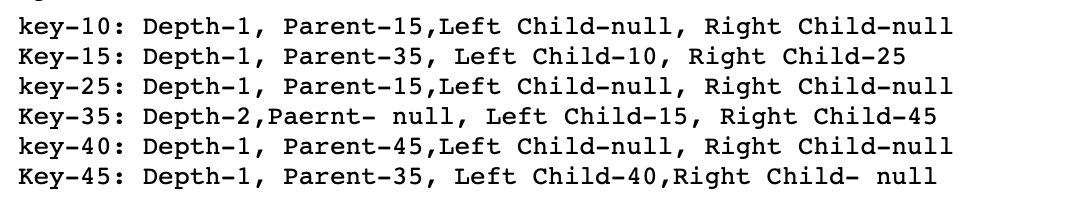 key-10: Depth-1, Parent-15,Left Child-null, Right Child-null
Key-15: Depth-1, Parent-35, Left Child-10, Right Child-25
key-25: Depth-1, Parent-15,Left Child-null, Right Child-null
Key-35: Depth-2,Paernt- null, Left Child-15, Right Child-45
key-40: Depth-1, Parent-45,Left Child-null, Right Child-null
Key-45: Depth-1, Parent-35, Left Child-40,Right Child- null